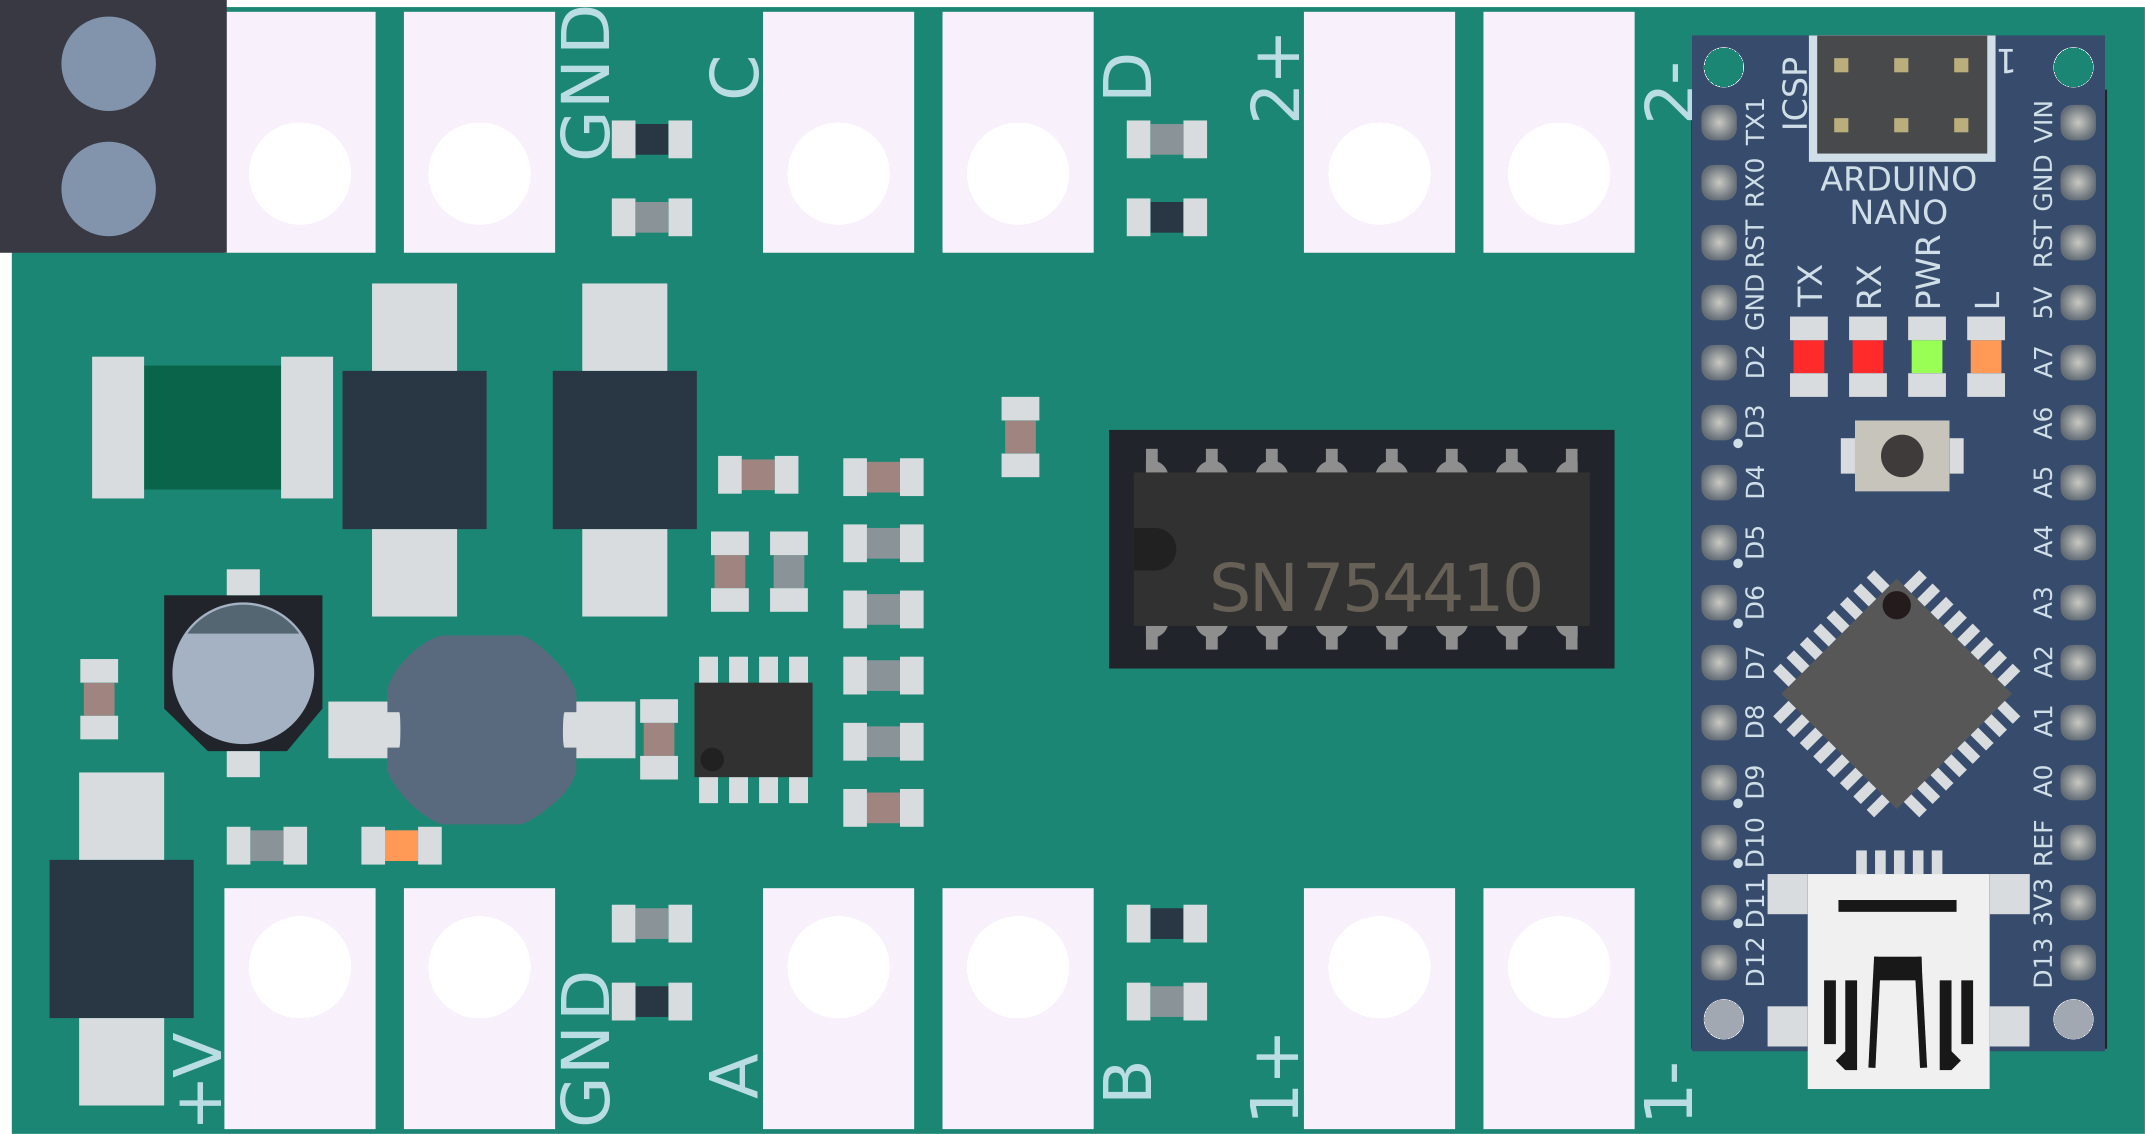 GND
C
D
2+
2-
+V
GND
A
B
1+
1-
SN754410
ICSP
1
ARDUINO
NANO
TX
RX
PWR
L
TX1
RX0
RST
GND
D2
D3
D4
D5
D6
D7
D8
D9
D10
D11
D12
VIN
GND
RST
5V
A7
A6
A5
A4
A3
A2
A1
A0
REF
3V3
D13